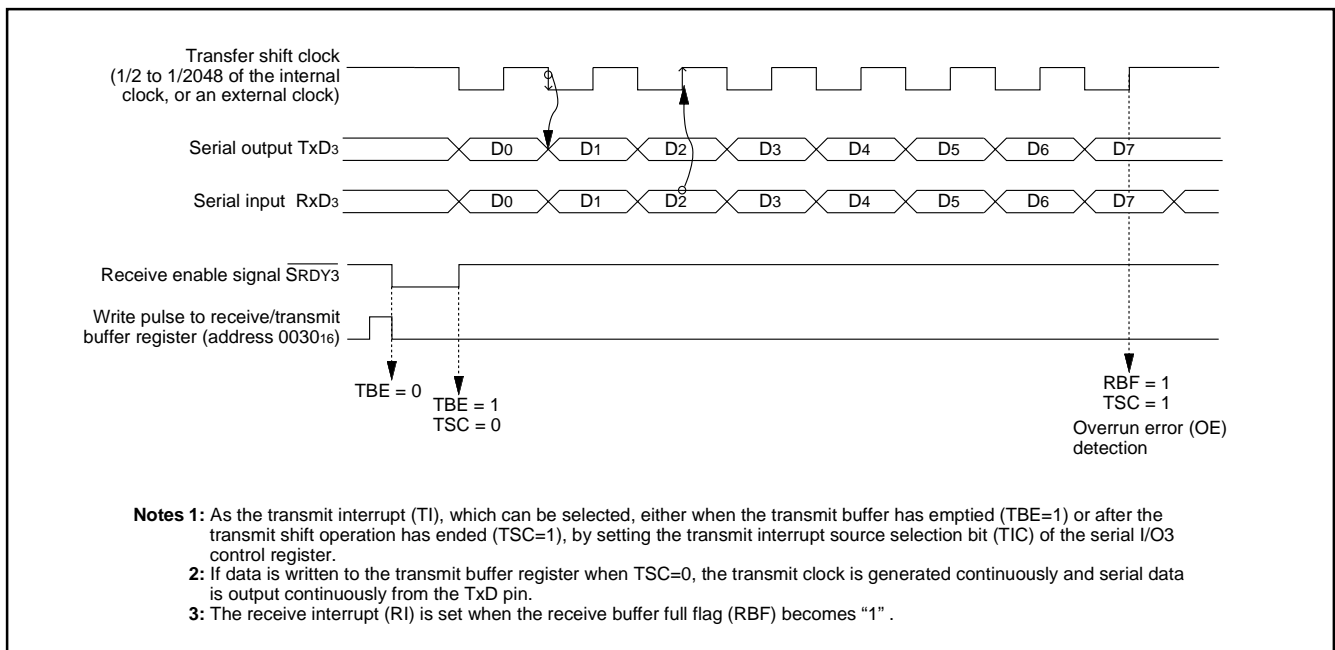 Transfer shift clock
(1/2 to 1/2048 of the internal
clock, or an external clock)
Serial output TxD3 D0 D1 D2 D3 D4 D5 D6 D7
Serial input RxD3 D0 D1 D2 D3 D4 D5 D6 D7
Receive enable signal SRDY3
Write pulse to receive/transmit
buffer register (address 003016)
TBE = 0
TBE = 1
TSC = 0
RBF = 1
TSC = 1
Overrun error (OE)
detection
Notes 1: As the transmit interrupt (TI), which can be selected, either when the transmit buffer has emptied (TBE=1) or after the
transmit shift operation has ended (TSC=1), by setting the transmit interrupt source selection bit (TIC) of the serial I/O3
control register.
2: If data is written to the transmit buffer register when TSC=0, the transmit clock is generated continuously and serial data
is output continuously from the TxD pin.
3: The receive interrupt (RI) is set when the receive buffer full flag (RBF) becomes “1” .